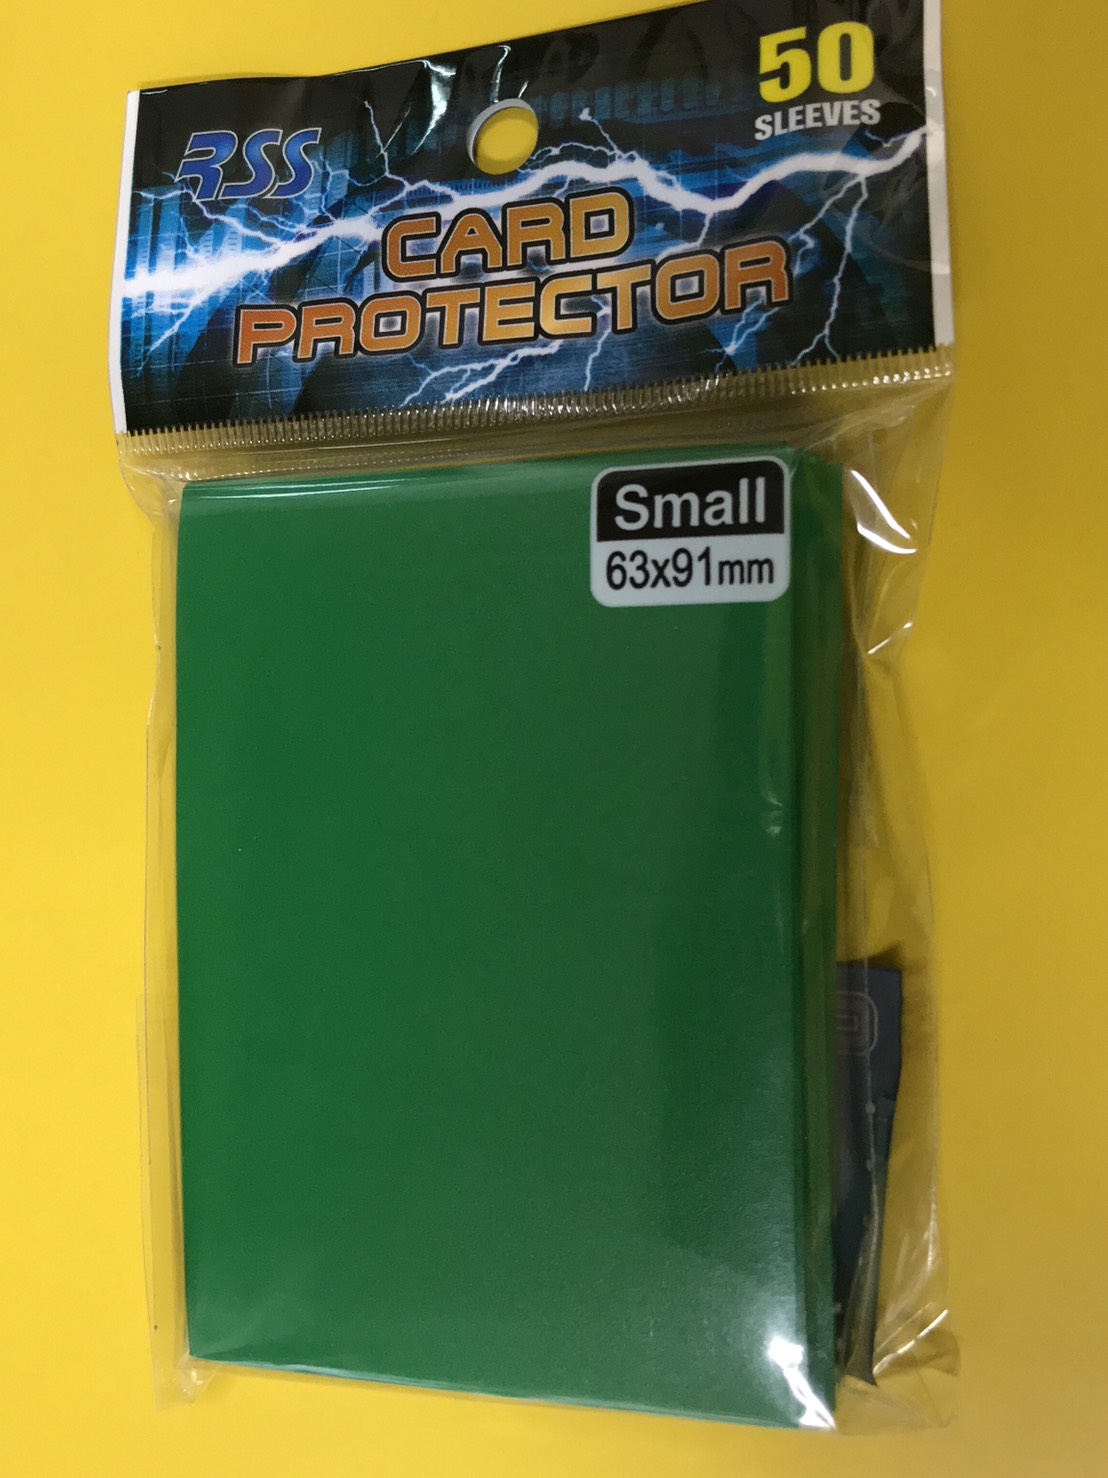 RSS
50
SLEEVES
CARD
PROTECTOR
Small
63x91mm